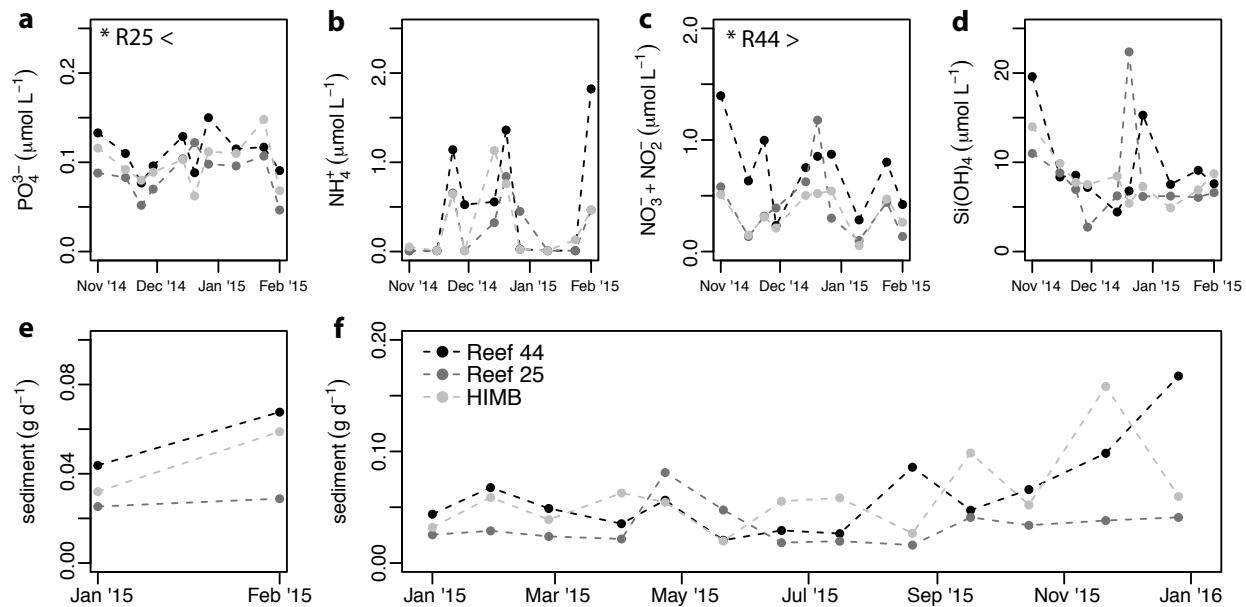 a
* R25 <
PO₄³⁻ (μmol L⁻¹)
0.0 0.1 0.2
Nov '14 Dec '14 Jan '15 Feb '15
b
NH₄⁺ (μmol L⁻¹)
0.0 1.0 2.0
Nov '14 Dec '14 Jan '15 Feb '15
c
* R44 >
NO₃⁻ + NO₂⁻ (μmol L⁻¹)
0.0 1.0 2.0
Nov '14 Dec '14 Jan '15 Feb '15
d
Si(OH)₄ (μmol L⁻¹)
0 10 20
Nov '14 Dec '14 Jan '15 Feb '15
e
sediment (g d⁻¹)
0.00 0.04 0.08
Jan '15 Feb '15
f
Reef 44
Reef 25
HIMB
sediment (g d⁻¹)
0.00 0.10 0.20
Jan '15 Mar '15 May '15 Jul '15 Sep '15 Nov '15 Jan '16